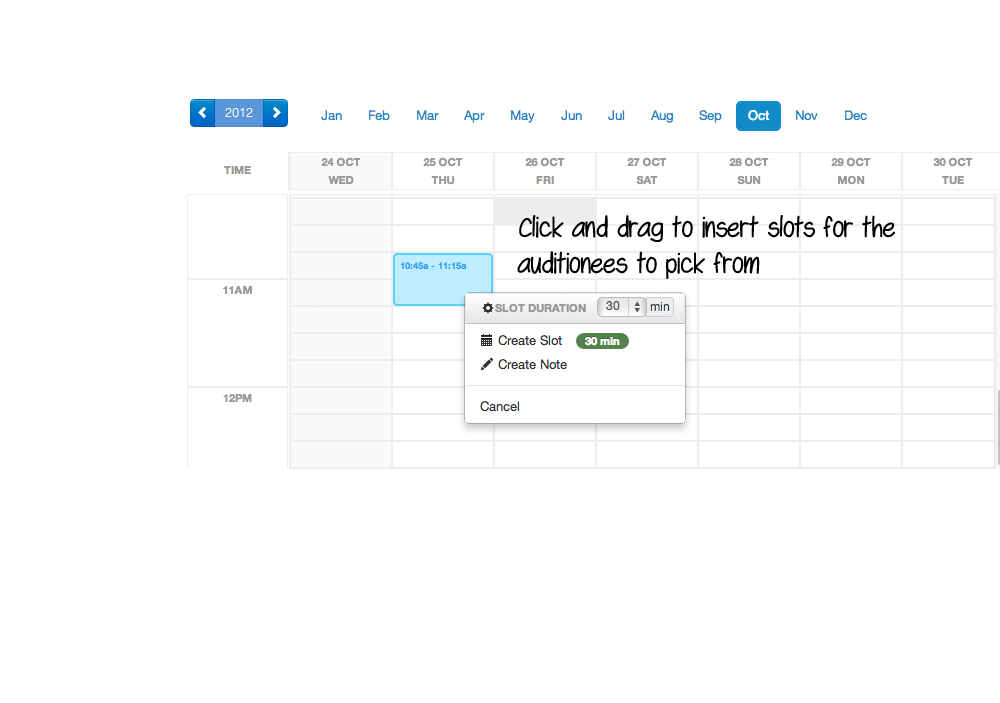 2012 Jan Feb Mar Apr May Jun Jul Aug Sep Oct Nov Dec
TIME 24 OCT 25 OCT 26 OCT 27 OCT 28 OCT 29 OCT 30 OCT
WED THU FRI SAT SUN MON TUE
Click and drag to insert slots for the
auditionees to pick from
10:45a - 11:15a
11AM
SLOT DURATION 30 min
Create Slot 30 min
Create Note
12PM
Cancel